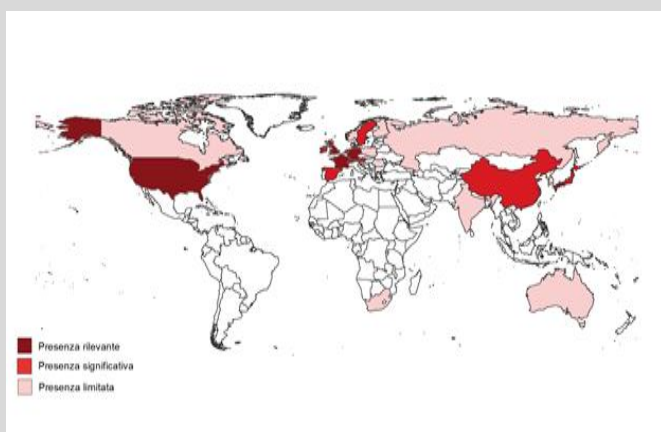 Presenza rilevante
Presenza significativa
Presenza limitata